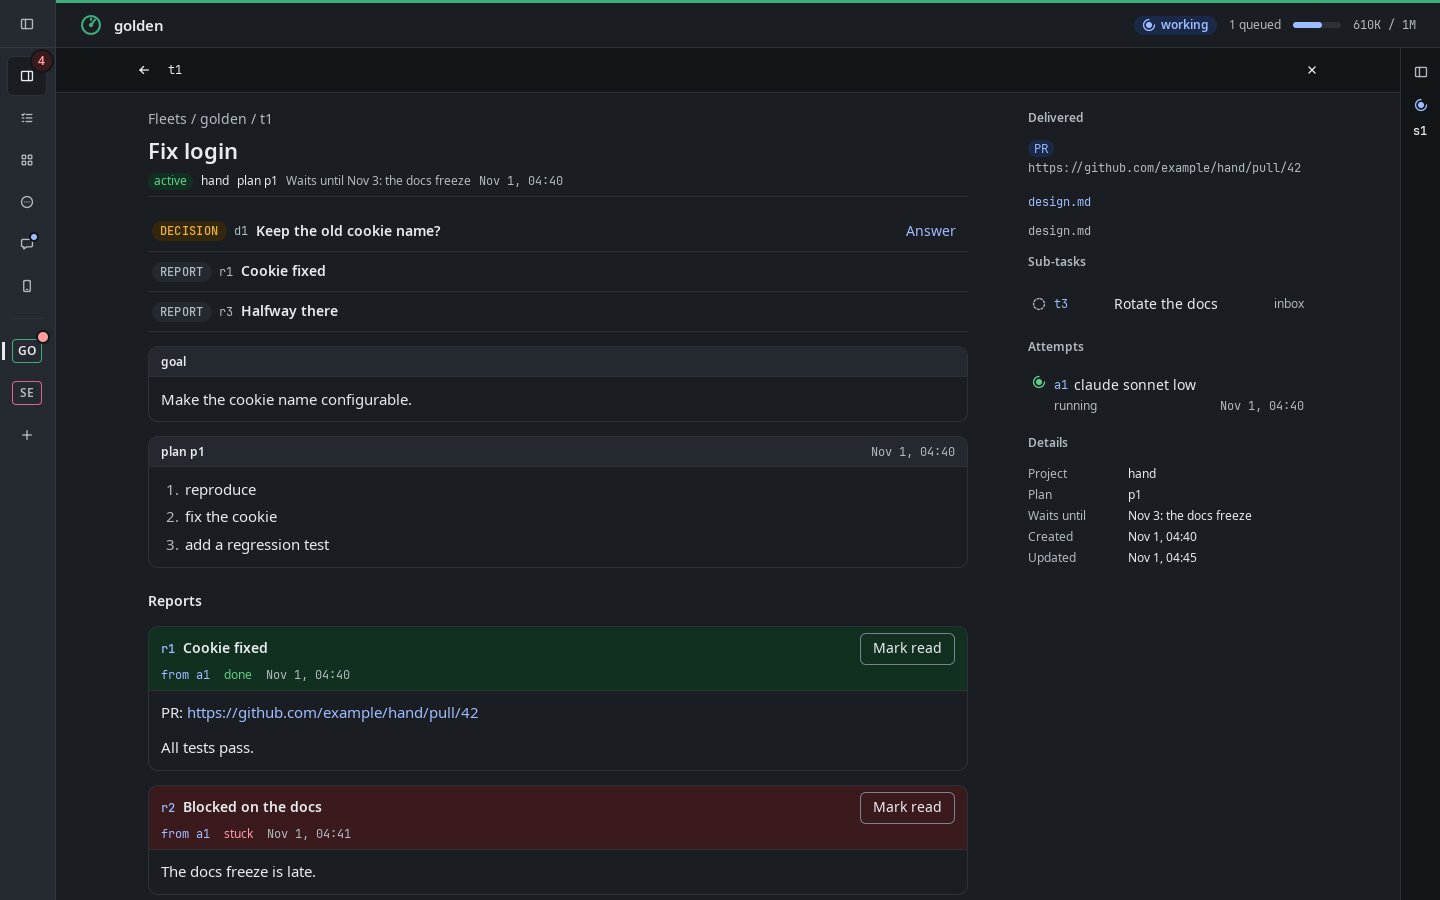 golden
working
1 queued
610K / 1M
4
t1
s1
GO
SE
Fleets / golden / t1
Fix login
active hand plan p1 Waits until Nov 3: the docs freeze Nov 1, 04:40
DECISION d1 Keep the old cookie name? Answer
REPORT r1 Cookie fixed
REPORT r3 Halfway there
goal
Make the cookie name configurable.
plan p1 Nov 1, 04:40
1. reproduce
2. fix the cookie
3. add a regression test
Reports
r1 Cookie fixed Mark read
from a1 done Nov 1, 04:40
PR: https://github.com/example/hand/pull/42
All tests pass.
r2 Blocked on the docs Mark read
from a1 stuck Nov 1, 04:41
The docs freeze is late.
Delivered
PR
https://github.com/example/hand/pull/42
design.md
design.md
Sub-tasks
t3 Rotate the docs inbox
Attempts
a1 claude sonnet low
running Nov 1, 04:40
Details
Project hand
Plan p1
Waits until Nov 3: the docs freeze
Created Nov 1, 04:40
Updated Nov 1, 04:45